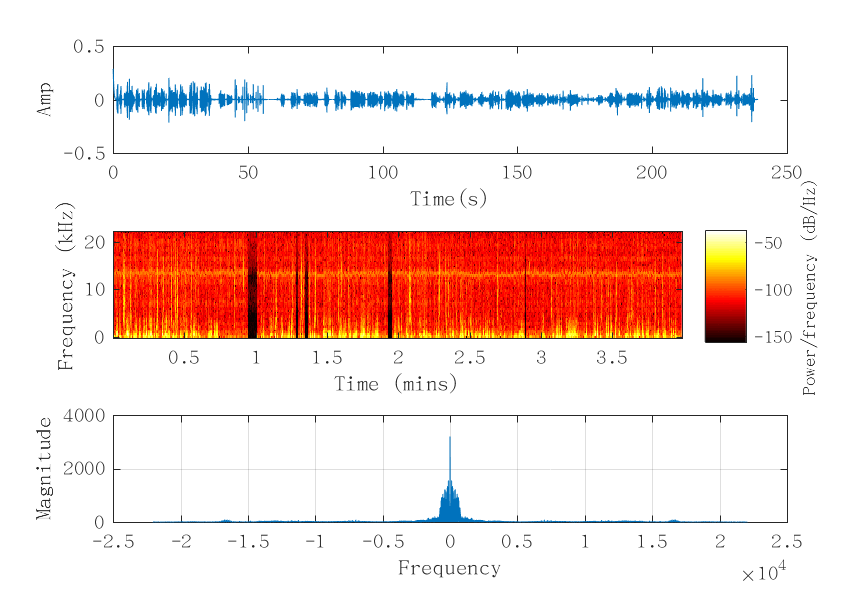 0.5
0
-0.5
Amp
0 50 100 150 200 250
Time(s)
20
10
0
Frequency (kHz)
0.5 1 1.5 2 2.5 3 3.5
Time (mins)
-50
-100
-150
Power/frequency (dB/Hz)
4000
2000
0
Magnitude
-2.5 -2 -1.5 -1 -0.5 0 0.5 1 1.5 2 2.5
Frequency
×10⁴